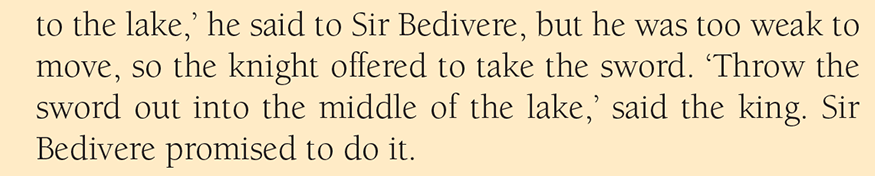 to the lake,’ he said to Sir Bedivere, but he was too weak to
move, so the knight offered to take the sword. ‘Throw the
sword out into the middle of the lake,’ said the king. Sir
Bedivere promised to do it.